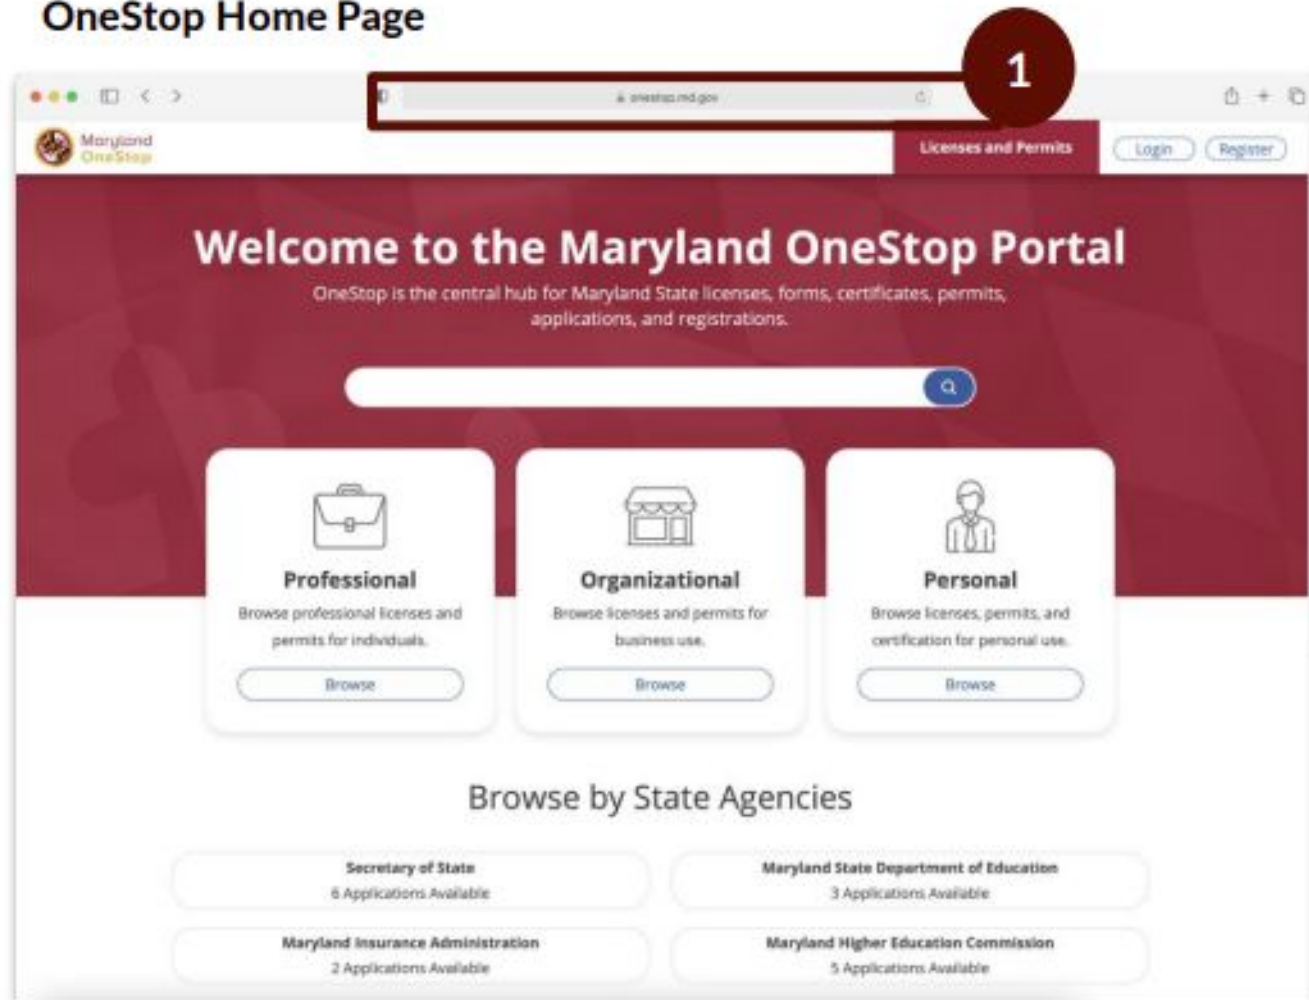 OneStop Home Page
1
onestop.md.gov
Maryland
OneStop
Licenses and Permits
Login
Register
Welcome to the Maryland OneStop Portal
OneStop is the central hub for Maryland State licenses, forms, certificates, permits,
applications, and registrations.
Professional
Browse professional licenses and
permits for individuals.
Browse
Organizational
Browse licenses and permits for
business use.
Browse
Personal
Browse licenses, permits, and
certification for personal use.
Browse
Browse by State Agencies
Secretary of State
6 Applications Available
Maryland State Department of Education
3 Applications Available
Maryland Insurance Administration
2 Applications Available
Maryland Higher Education Commission
5 Applications Available